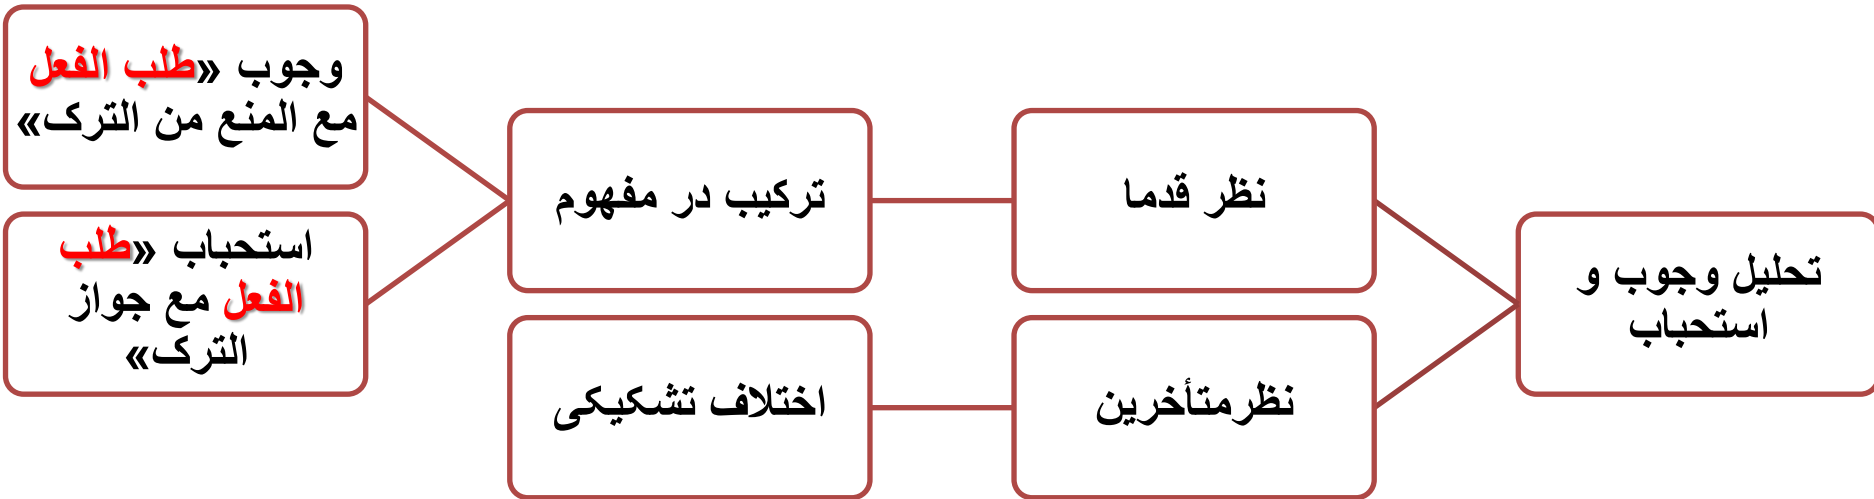 تحلیل وجوب و
استحباب
نظر قدما
ترکیب در مفهوم
وجوب «طلب الفعل
مع المنع من الترک»
استحباب «طلب
الفعل مع جواز
الترک»
نظرمتأخرین
اختلاف تشکیکی